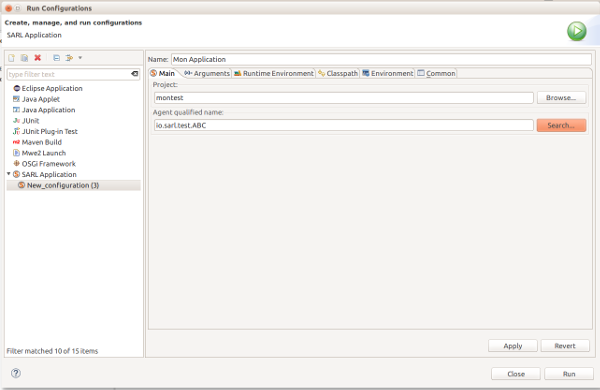 Run Configurations
Create, manage, and run configurations
SARL Application
type filter text
Eclipse Application
Java Applet
Java Application
JUnit
JUnit Plug-in Test
Maven Build
Mwe2 Launch
OSGi Framework
SARL Application
New_configuration (3)
Filter matched 10 of 15 items
Name: Mon Application
Main Arguments Runtime Environment Classpath Environment Common
Project:
montest Browse...
Agent qualified name:
io.sarl.test.ABC Search...
Apply Revert
Close Run